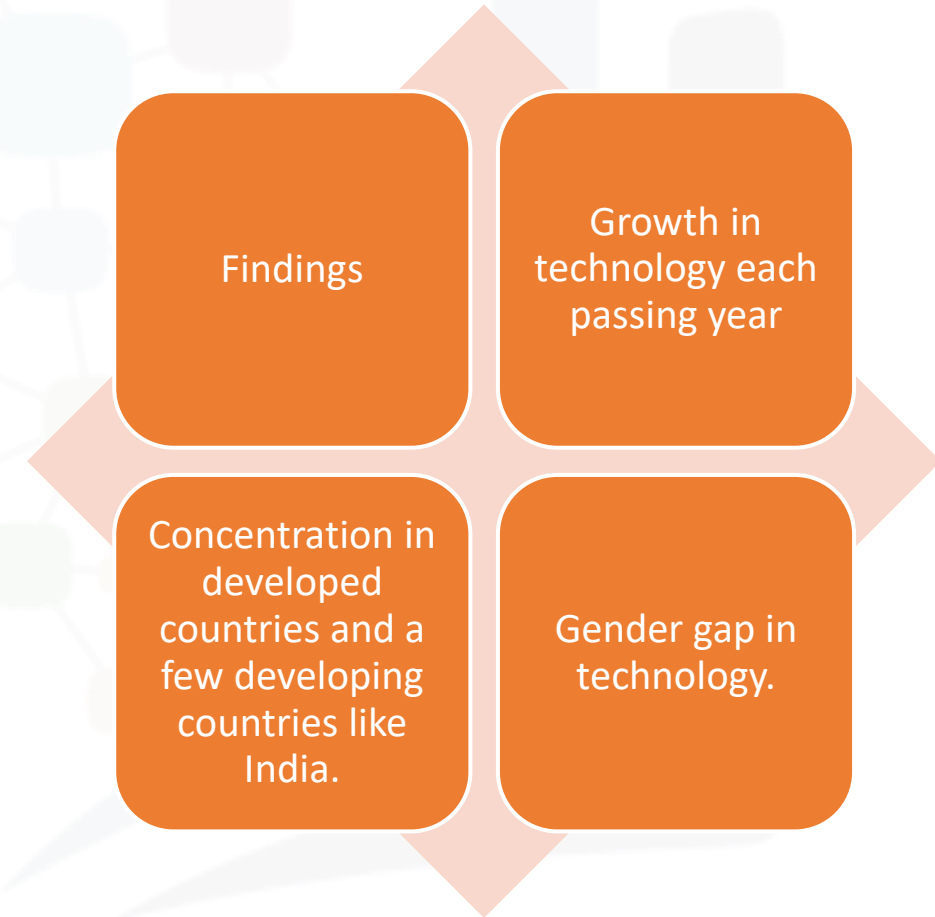 Findings
Growth in
technology each
passing year
Concentration in
developed
countries and a
few developing
countries like
India.
Gender gap in
technology.